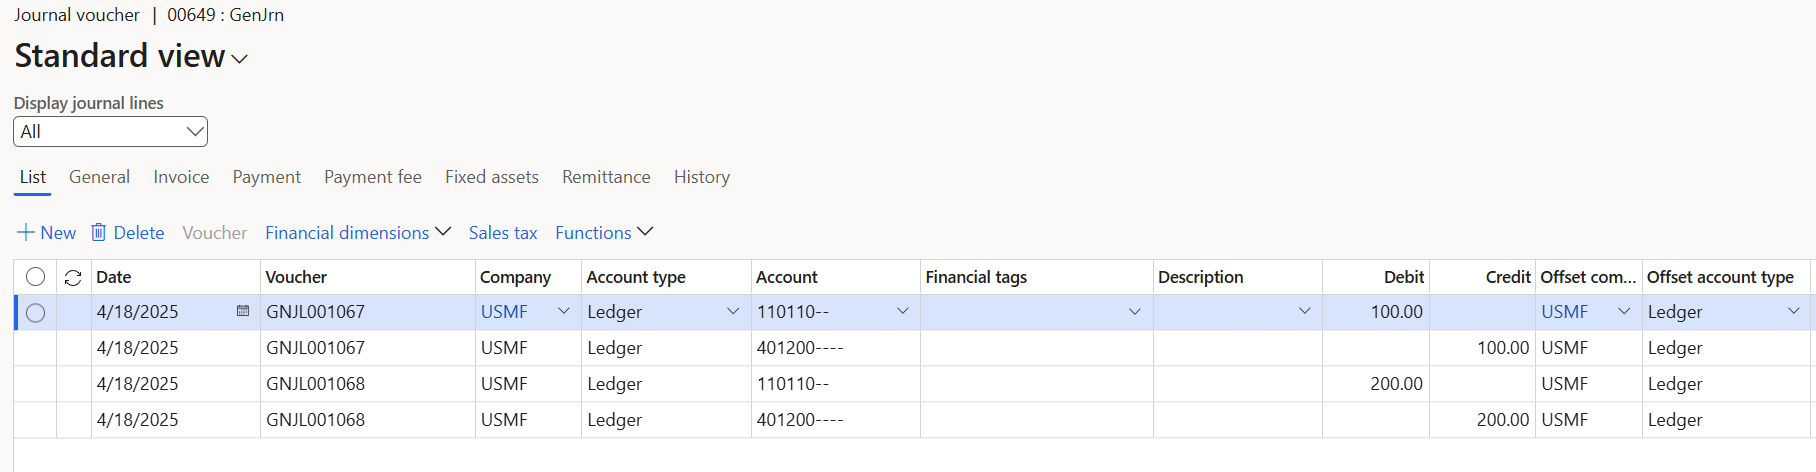 Journal voucher | 00649 : GenJrn
Standard view
Display journal lines
All
List General Invoice Payment Payment fee Fixed assets Remittance History
New Delete Voucher Financial dimensions Sales tax Functions
Date Voucher Company Account type Account Financial tags Description Debit Credit Offset com... Offset account type
4/18/2025 GNJL001067 USMF Ledger 110110-- 100.00 USMF Ledger
4/18/2025 GNJL001067 USMF Ledger 401200---- 100.00 USMF Ledger
4/18/2025 GNJL001068 USMF Ledger 110110-- 200.00 USMF Ledger
4/18/2025 GNJL001068 USMF Ledger 401200---- 200.00 USMF Ledger